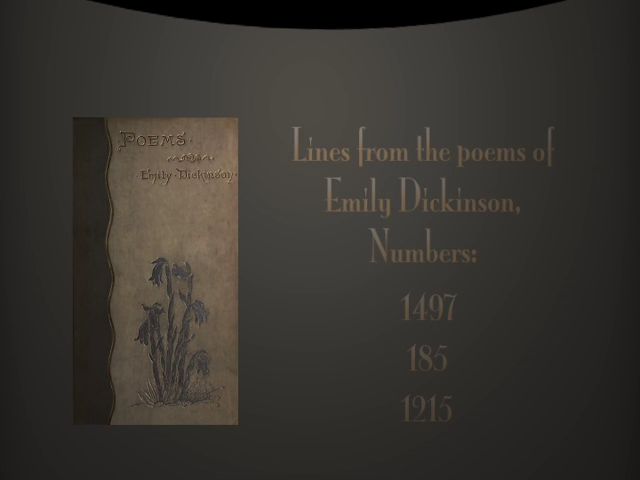 POEMS
Emily Dickinson
Lines from the poems of
Emily Dickinson,
Numbers:
1497
185
1215